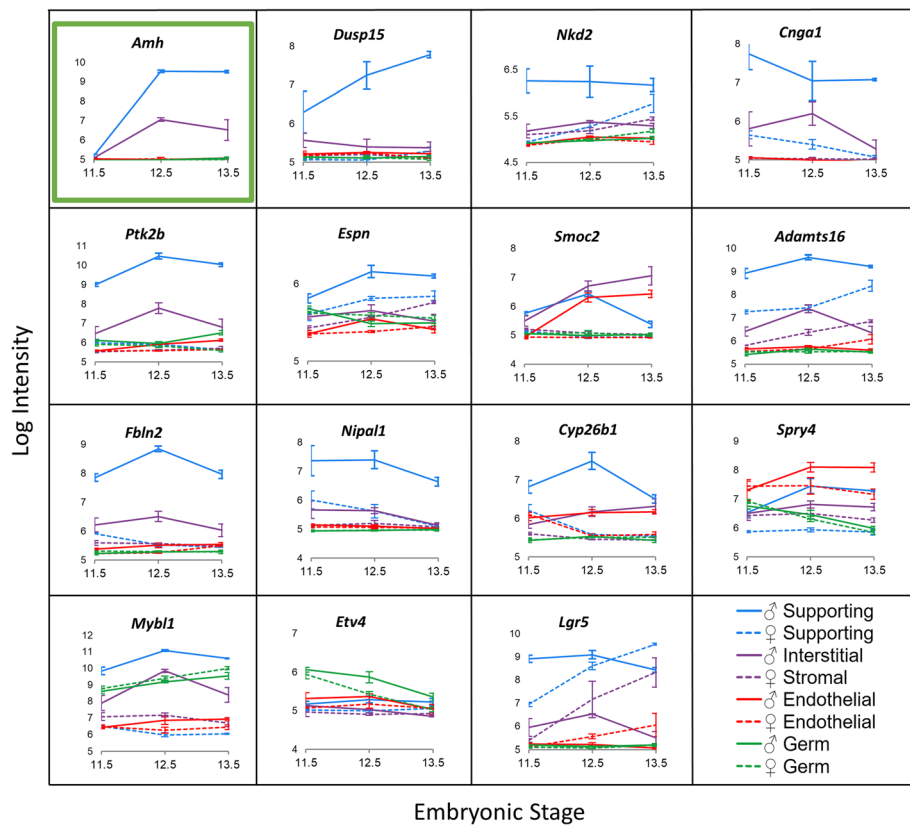 Amh
10
9
8
7
6
5
11.5 12.5 13.5
Dusp15
8
7
6
5
11.5 12.5 13.5
Nkd2
6.5
5.5
4.5
11.5 12.5 13.5
Cnga1
8
7
6
5
11.5 12.5 13.5
Ptk2b
11
10
9
8
7
6
5
11.5 12.5 13.5
Espn
6
5
11.5 12.5 13.5
Smoc2
8
7
6
5
4
11.5 12.5 13.5
Adamts16
10
9
8
7
6
5
11.5 12.5 13.5
Log Intensity
Fbln2
9
8
7
6
5
11.5 12.5 13.5
Nipal1
8
7
6
5
4
11.5 12.5 13.5
Cyp26b1
8
7
6
5
11.5 12.5 13.5
Spry4
9
8
7
6
5
11.5 12.5 13.5
Mybl1
12
11
10
9
8
7
6
5
11.5 12.5 13.5
Etv4
7
6
5
4
11.5 12.5 13.5
Lgr5
10
9
8
7
6
5
11.5 12.5 13.5
♂ Supporting
♀ Supporting
♂ Interstitial
♀ Stromal
♂ Endothelial
♀ Endothelial
♂ Germ
♀ Germ
Embryonic Stage